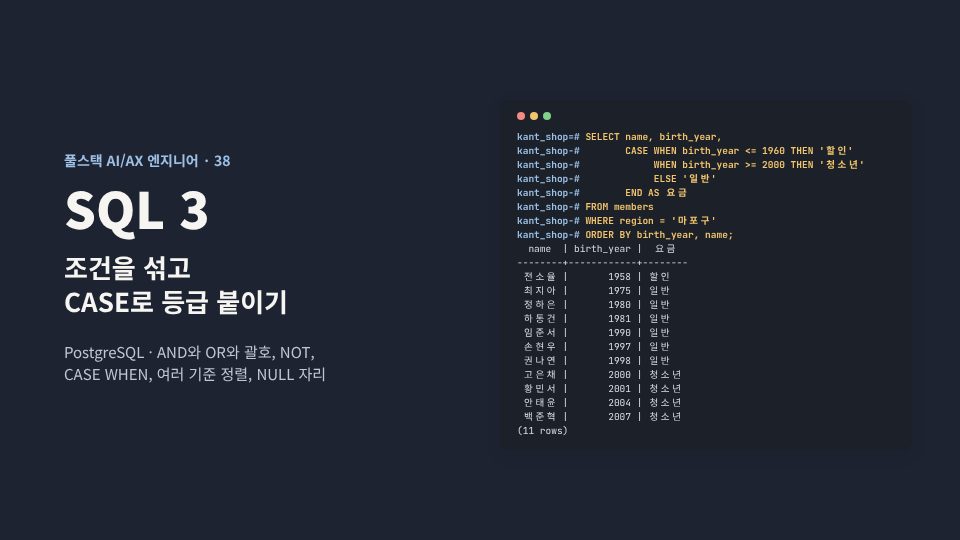 풀스택 AI/AX 엔지니어 · 38
SQL 3
조건을 섞고
CASE로 등급 붙이기
PostgreSQL · AND와 OR와 괄호, NOT,
CASE WHEN, 여러 기준 정렬, NULL 자리
kant_shop=# SELECT name, birth_year,
kant_shop-#        CASE WHEN birth_year <= 1960 THEN '할인'
kant_shop-#             WHEN birth_year >= 2000 THEN '청소년'
kant_shop-#             ELSE '일반'
kant_shop-#        END AS 요금
kant_shop-# FROM members
kant_shop-# WHERE region = '마포구'
kant_shop-# ORDER BY birth_year, name;
  name  | birth_year |  요금
--------+------------+--------
 전소율 |       1958 | 할인
 최지아 |       1975 | 일반
 정하은 |       1980 | 일반
 하동건 |       1981 | 일반
 임준서 |       1990 | 일반
 손현우 |       1997 | 일반
 권나연 |       1998 | 일반
 고은채 |       2000 | 청소년
 황민서 |       2001 | 청소년
 안태윤 |       2004 | 청소년
 백준혁 |       2007 | 청소년
(11 rows)